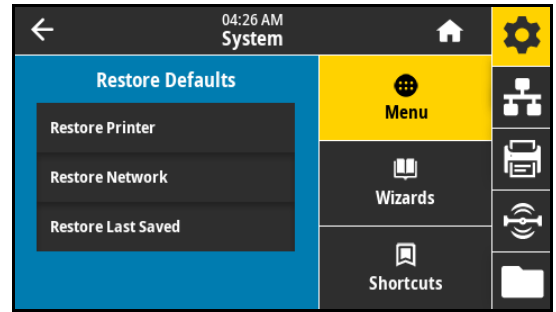 04:26 AM
System
Restore Defaults
Restore Printer
Restore Network
Restore Last Saved
Menu
Wizards
Shortcuts